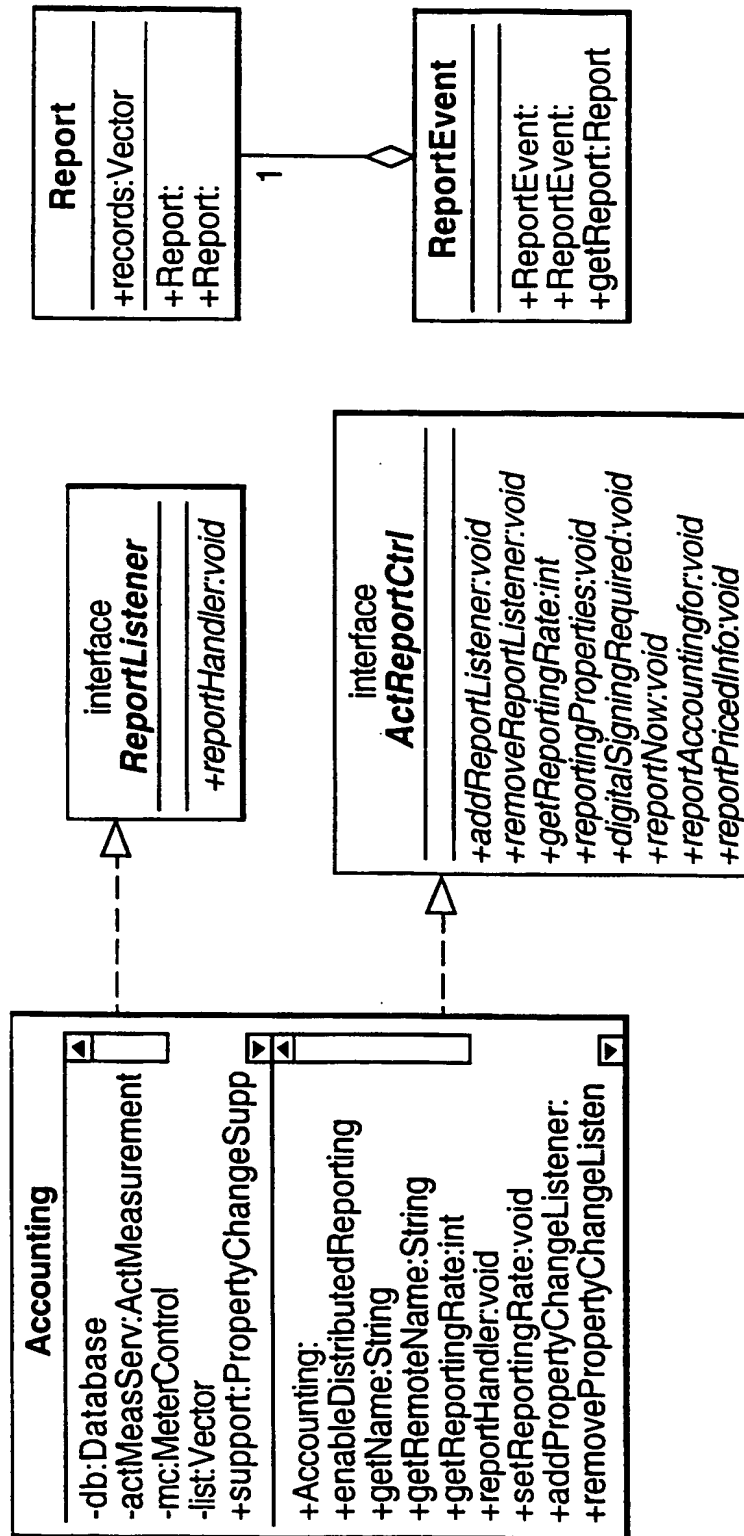 Accounting
-db:Database
-actMeasServ:ActMeasurement
-mc:MeterControl
-list:Vector
+support:PropertyChangeSupp
+Accounting:
+enableDistributedReporting
+getName:String
+getRemoteName:String
+getReportingRate:int
+reportHandler:void
+setReportingRate:void
+addPropertyChangeListener:
+removePropertyChangeListen
interface
ReportListener
+reportHandler:void
interface
ActReportCtrl
+addReportListener:void
+removeReportListener:void
+getReportingRate:int
+reportingProperties:void
+digitalSigningRequired:void
+reportNow:void
+reportAccountingfor:void
+reportPricedInfo:void
Report
+records:Vector
+Report:
+Report:
1
ReportEvent
+ReportEvent:
+ReportEvent:
+getReport:Report